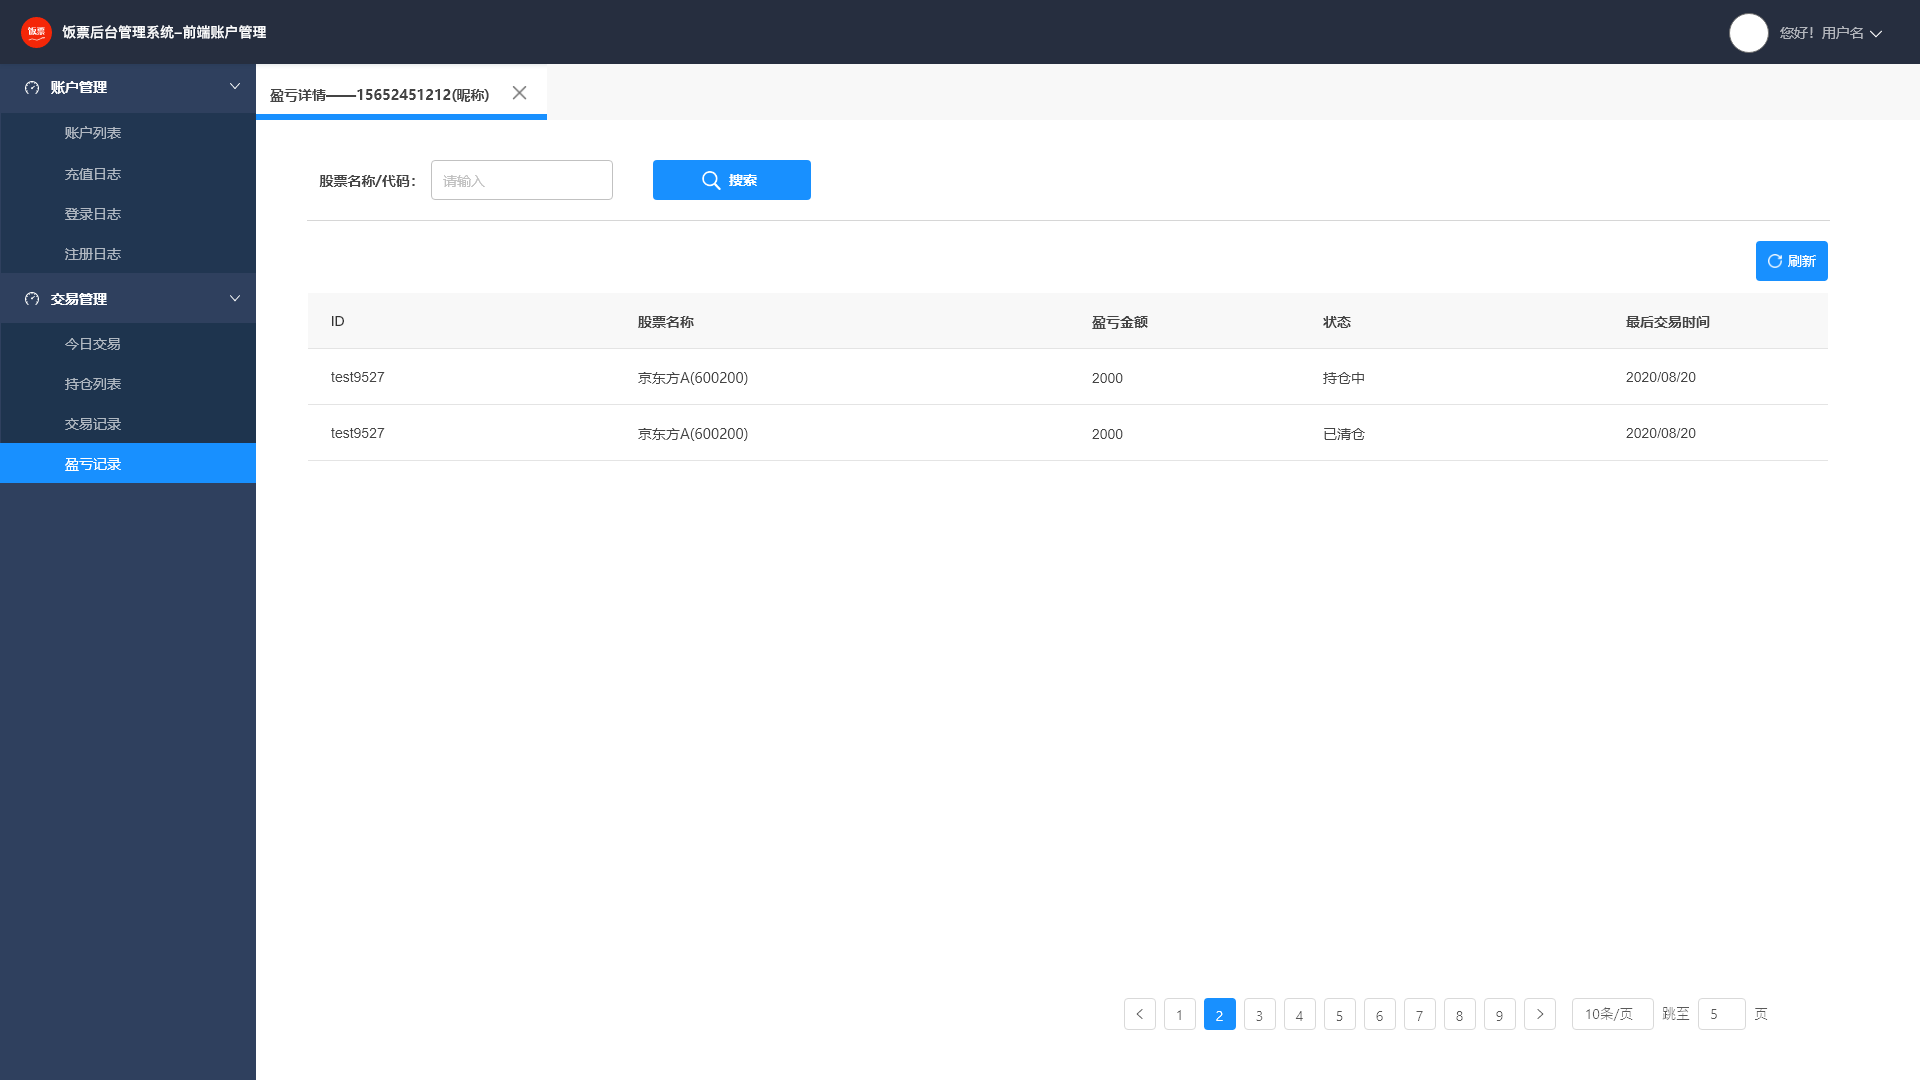 饭票
饭票后台管理系统-前端账户管理
您好！用户名
账户管理
账户列表
充值日志
登录日志
注册日志
交易管理
今日交易
持仓列表
交易记录
盈亏记录
盈亏详情——15652451212(昵称)
股票名称/代码： 请输入 搜索
刷新
ID 股票名称 盈亏金额 状态 最后交易时间
test9527 京东方A(600200) 2000 持仓中 2020/08/20
test9527 京东方A(600200) 2000 已清仓 2020/08/20
1 2 3 4 5 6 7 8 9 10条/页 跳至 5 页